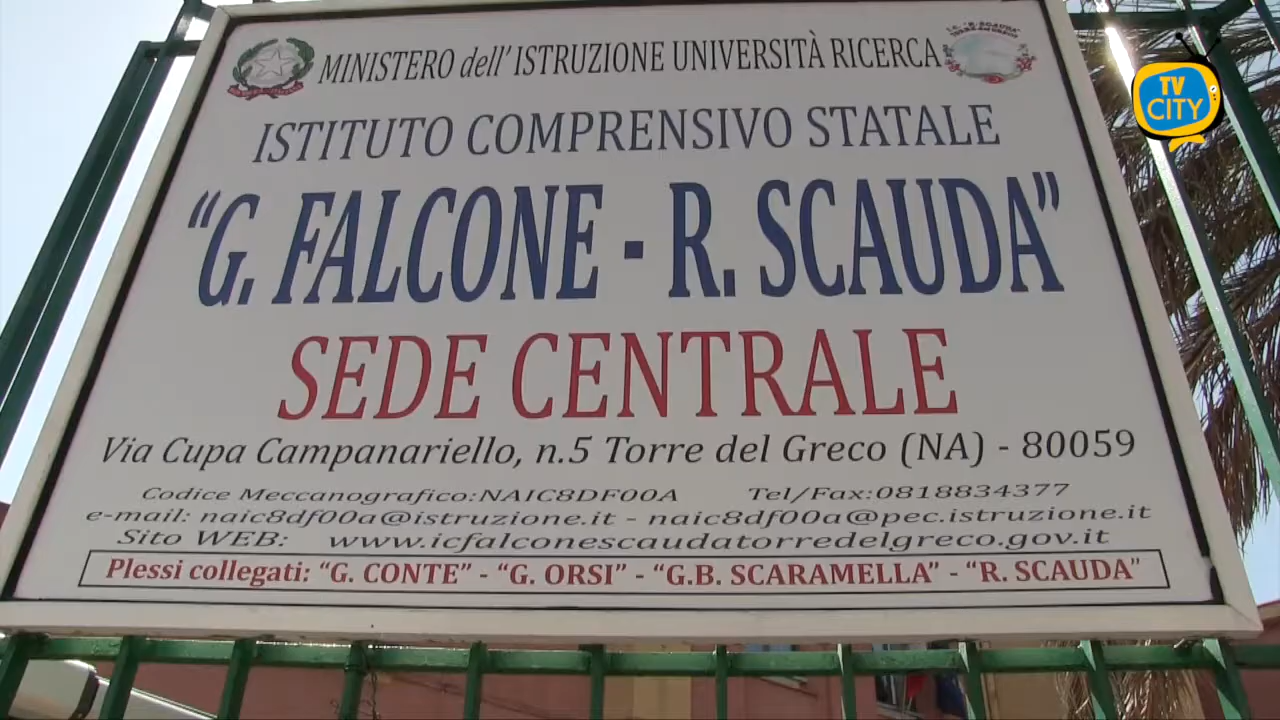 MINISTERO dell' ISTRUZIONE UNIVERSITÀ RICERCA
ISTITUTO COMPRENSIVO STATALE
"G. FALCONE - R. SCAUDA"
SEDE CENTRALE
Via Cupa Campanariello, n.5 Torre del Greco (NA) - 80059
Codice Meccanografico:NAIC8DF00A Tel/Fax:0818834377
e-mail: naic8df00a@istruzione.it - naic8df00a@pec.istruzione.it
Sito WEB: www.icfalconescaudatorredelgreco.gov.it
Plessi collegati: "G. CONTE" - "G. ORSI" - "G.B. SCARAMELLA" - "R. SCAUDA"
TV
CITY